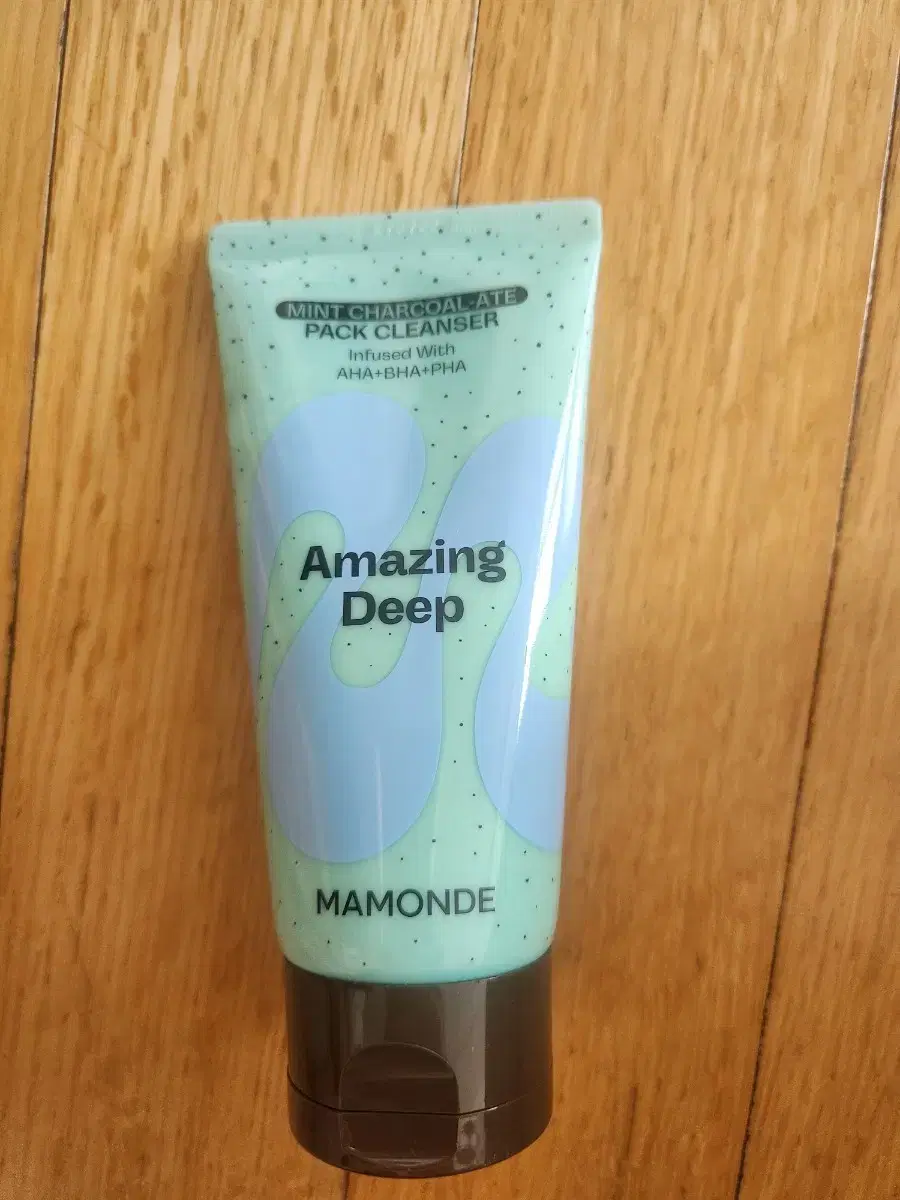 MINT CHARCOAL-ATE
PACK CLEANSER
Infused With
AHA+BHA+PHA
Amazing
Deep
MAMONDE